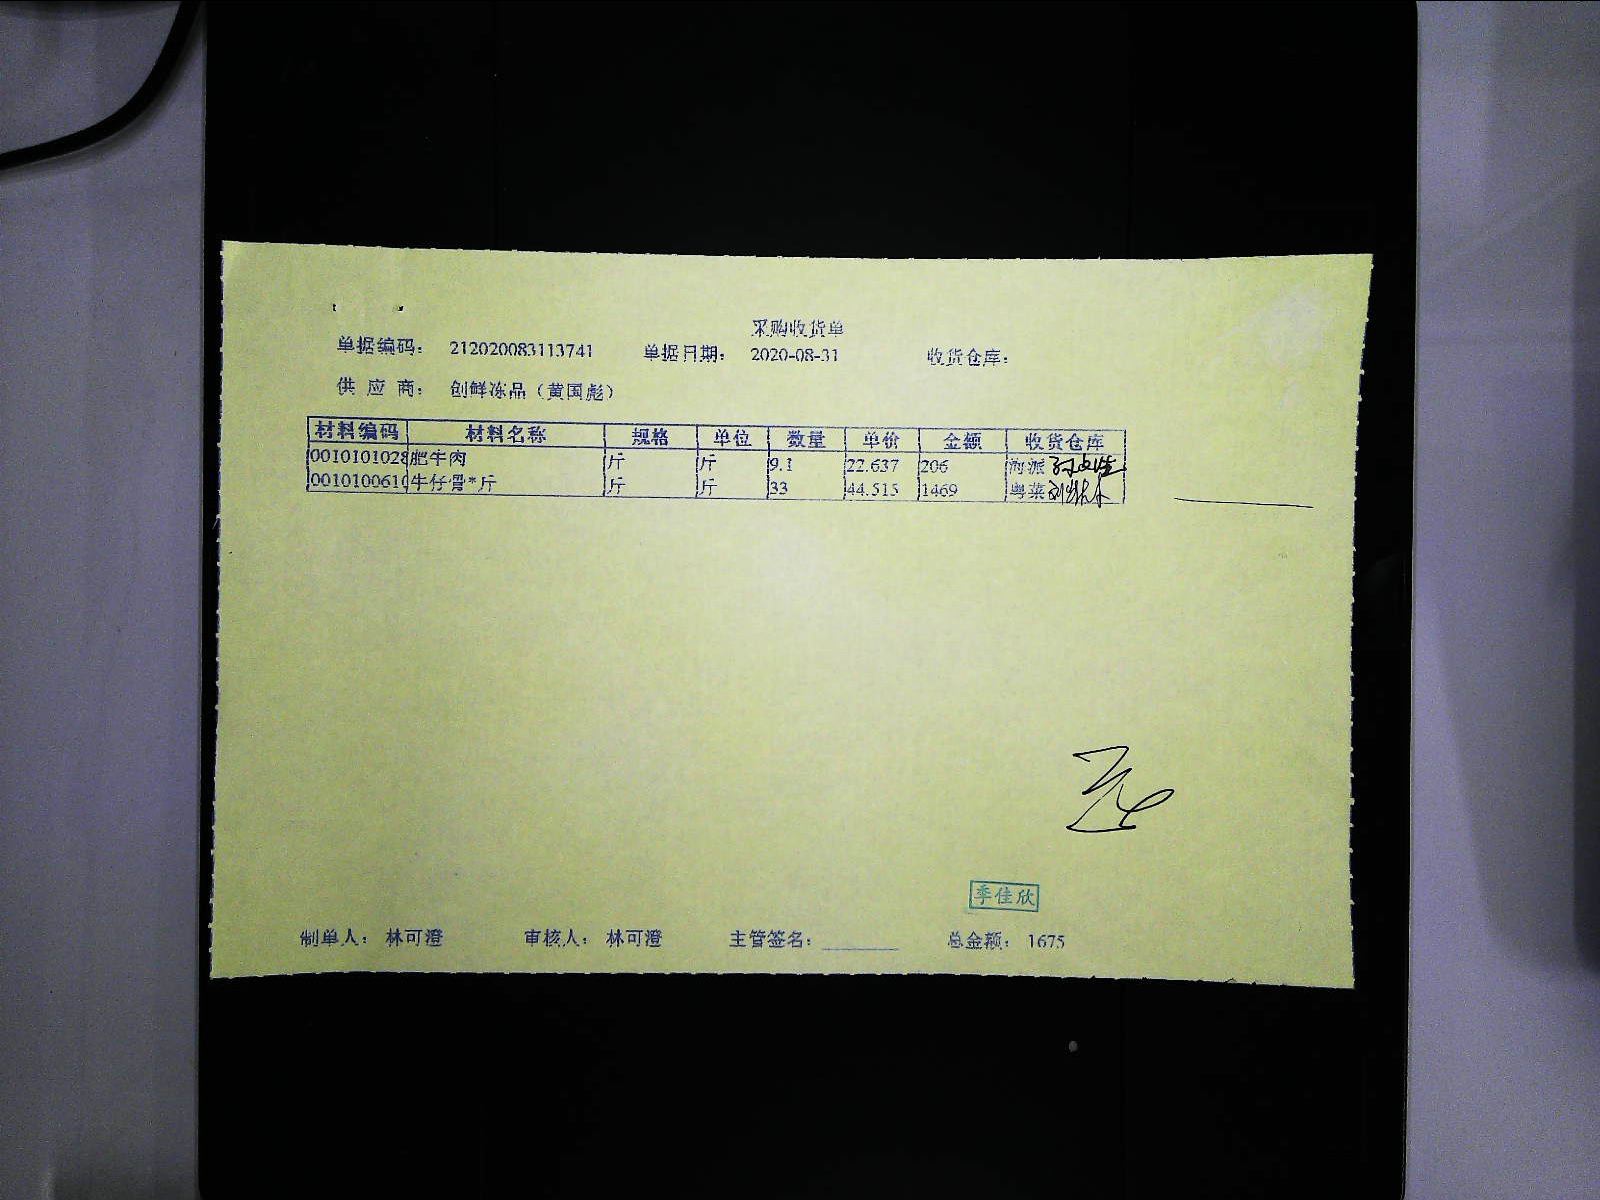 采购收货单
单据编码： 212020083113741 单据日期： 2020-08-31 收货仓库：
供 应 商： 创鲜冻品（黄国彪）
材料编码 材料名称 规格 单位 数量 单价 金额 收货仓库
0010101028 肥牛肉 斤 斤 9.1 22.637 206 海派
0010100610 牛仔骨*斤 斤 斤 33 44.515 1469 粤菜
季佳欣
制单人： 林可澄 审核人： 林可澄 主管签名： 总金额： 1675